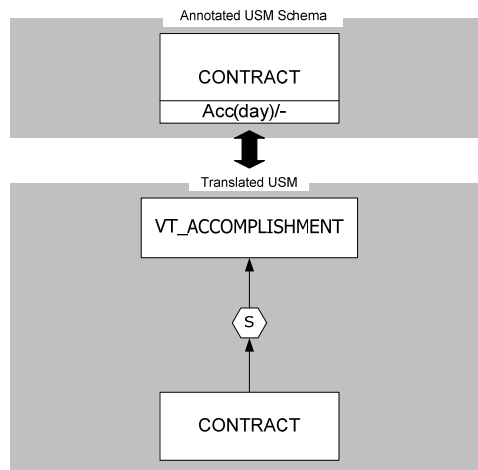 Annotated USM Schema
CONTRACT
Acc(day)/-
Translated USM
VT_ACCOMPLISHMENT
S
CONTRACT